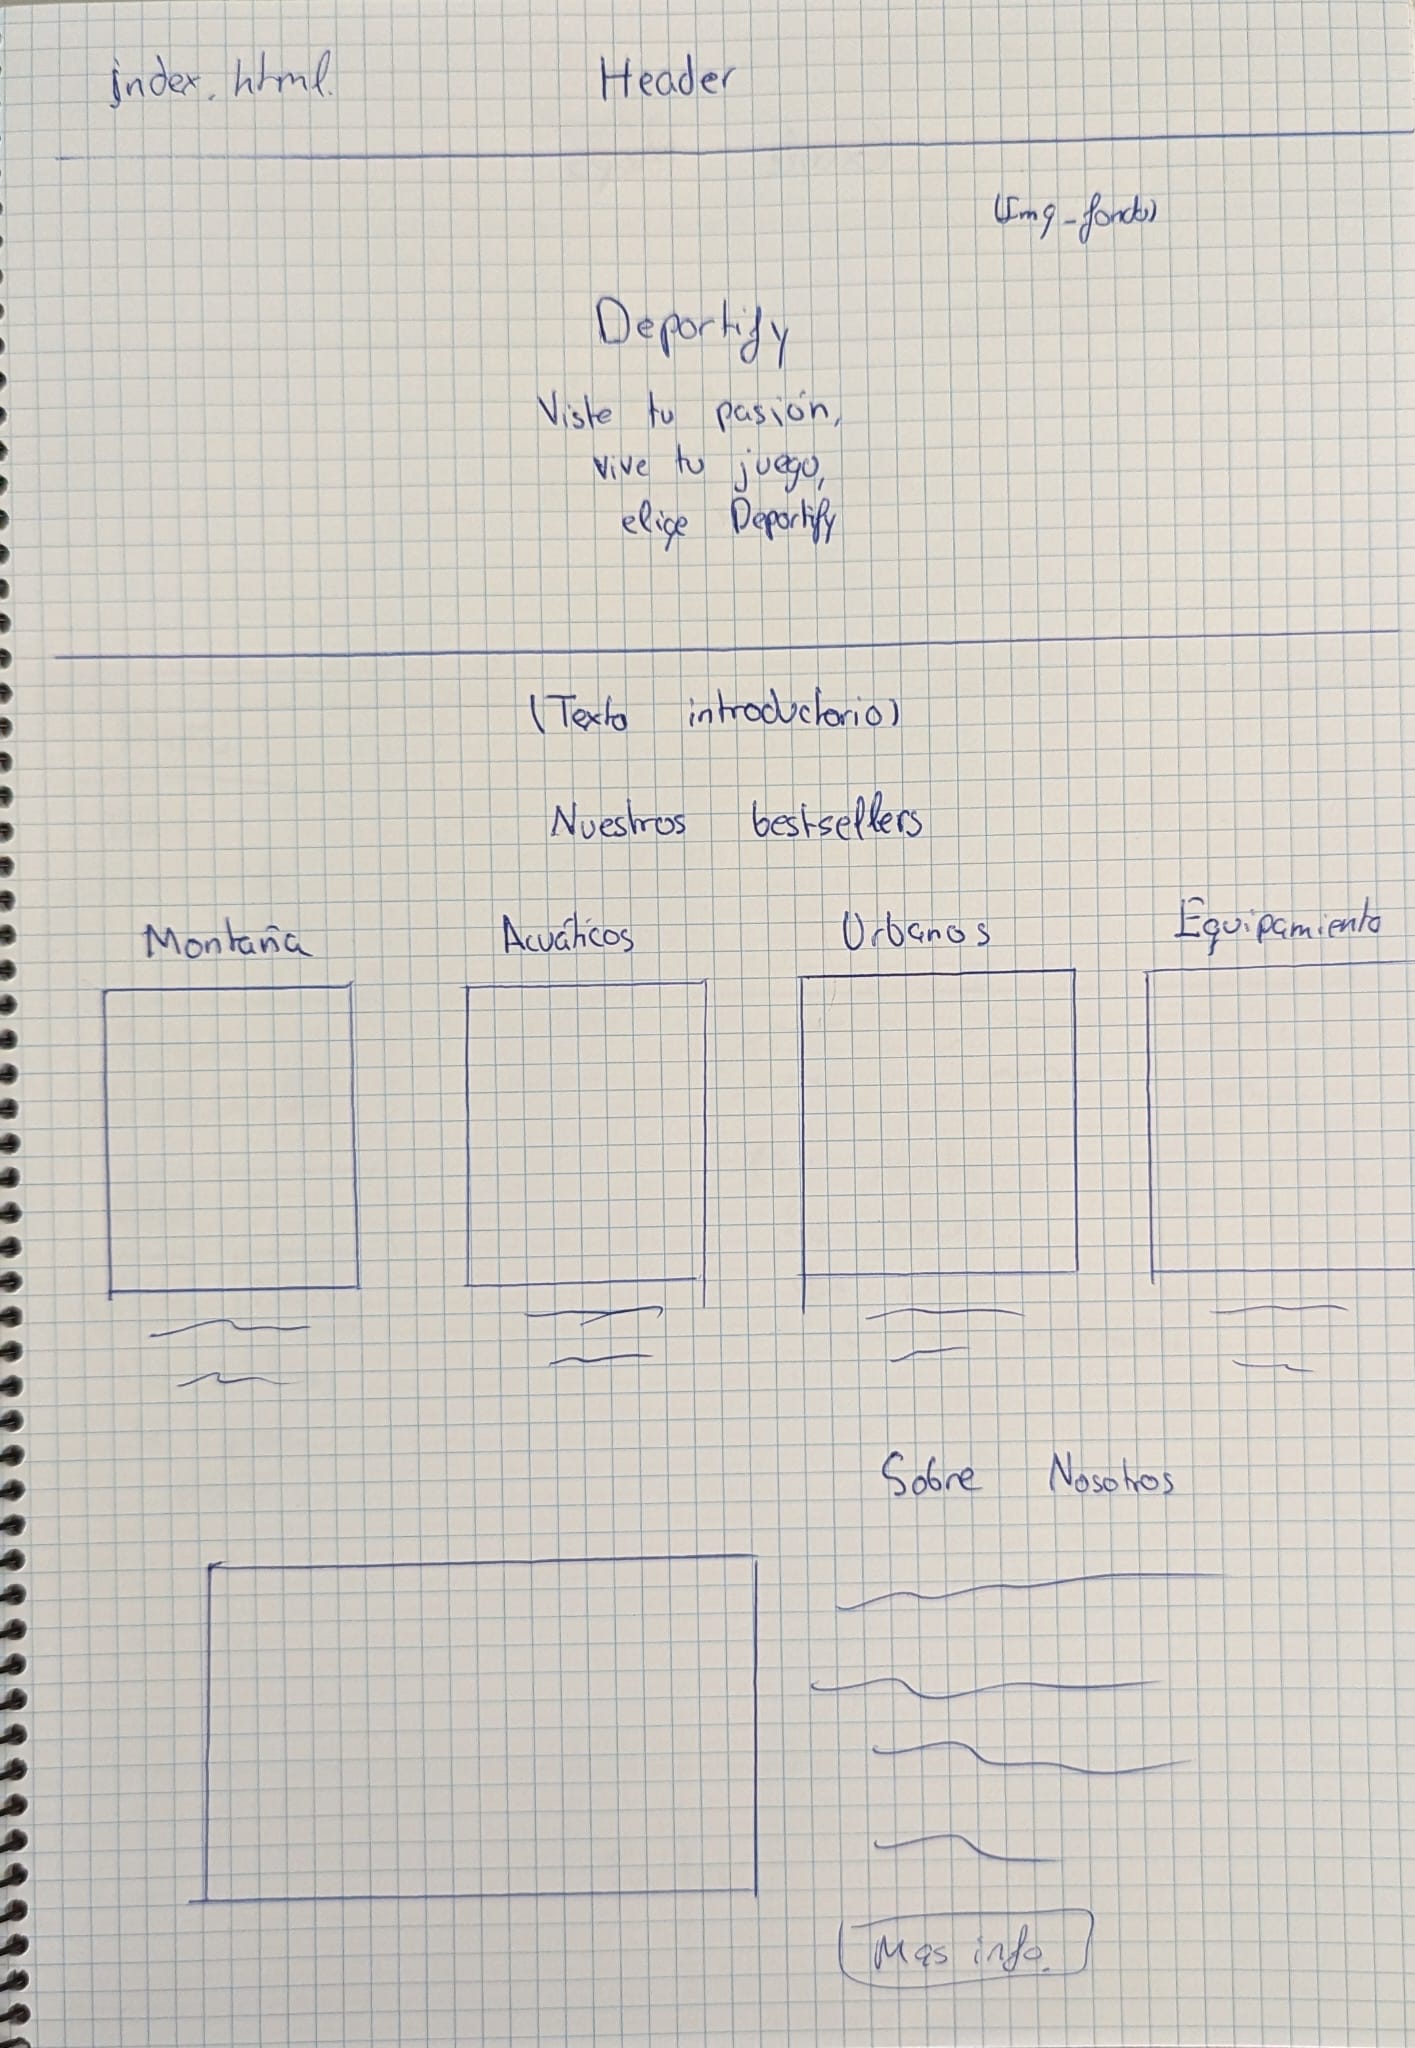 index.html.
Header
(Img-fondo)
Deportify
Viste tu pasión,
vive tu juego,
elige Deportify
(Texto introductorio)
Nuestros bestsellers
Montaña Acuáticos Urbanos Equipamiento
Sobre Nosotros
Mas info.